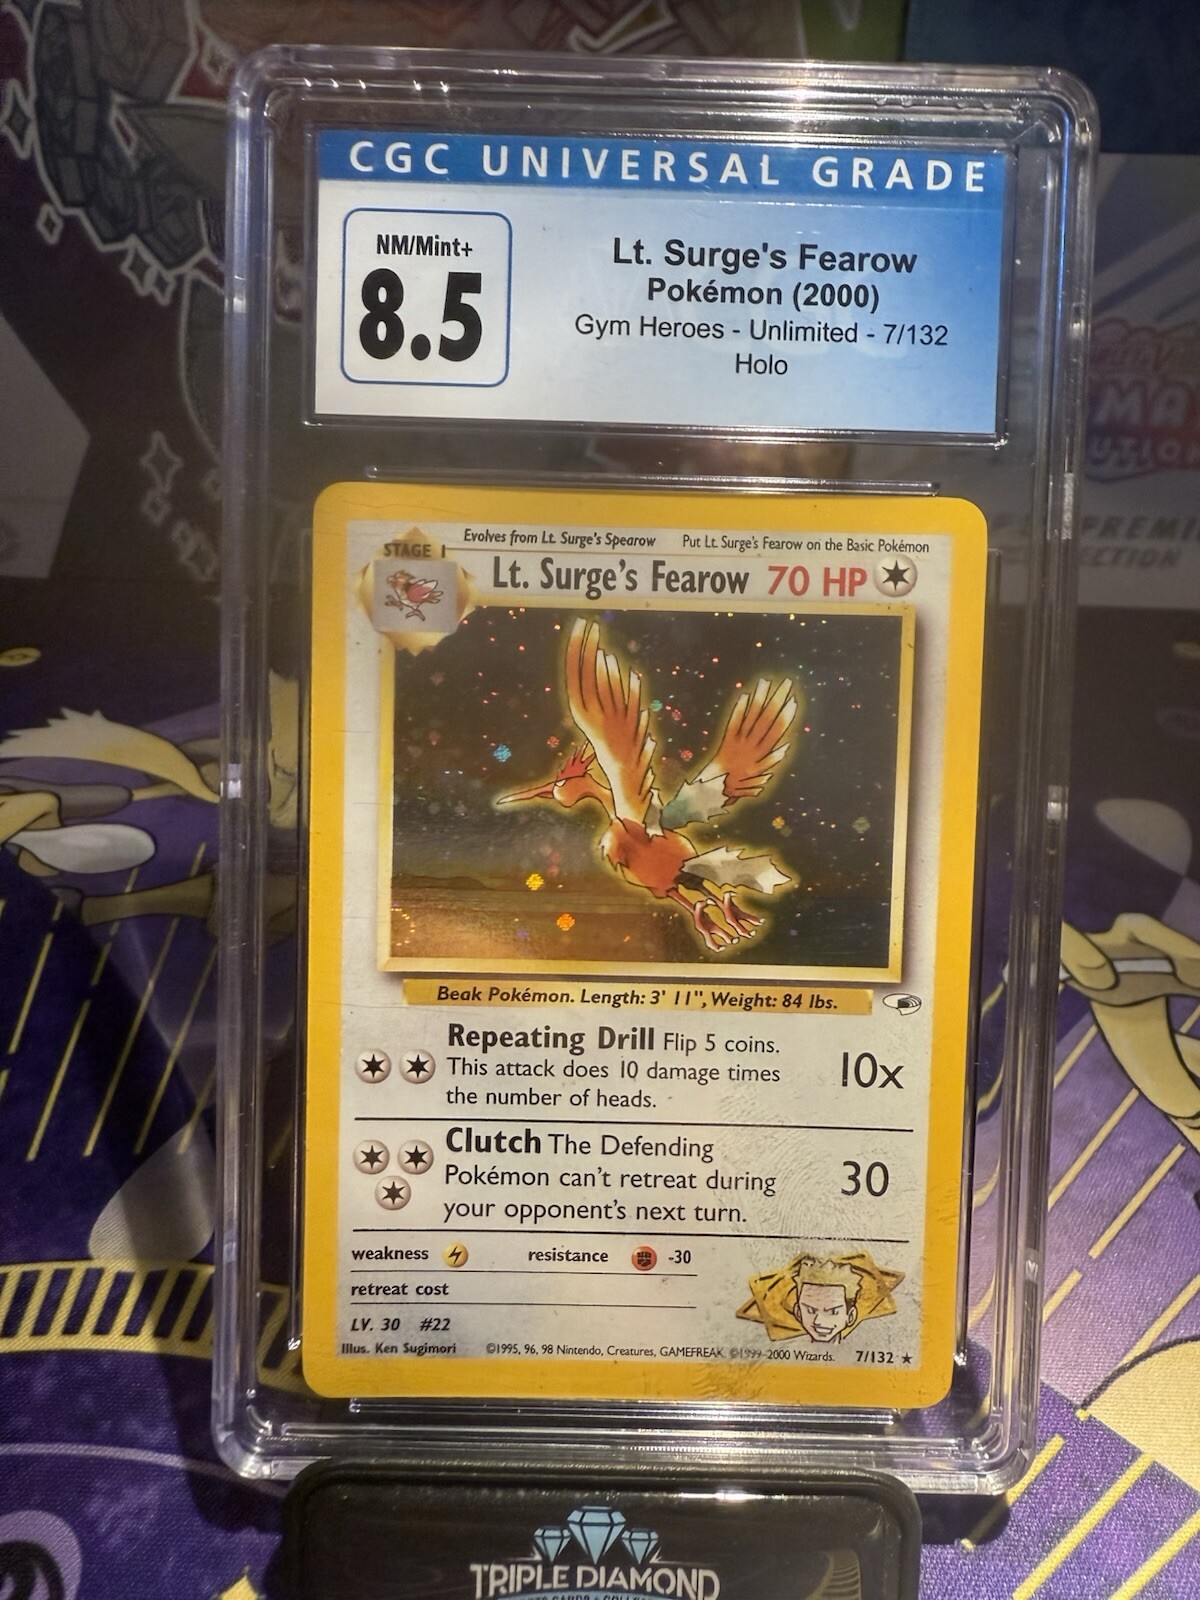 CGC UNIVERSAL GRADE
NM/Mint+
8.5
Lt. Surge's Fearow
Pokémon (2000)
Gym Heroes - Unlimited - 7/132
Holo
STAGE 1
Evolves from Lt. Surge's Spearow
Put Lt. Surge's Fearow on the Basic Pokémon
Lt. Surge's Fearow 70 HP
Beak Pokémon. Length: 3' 11", Weight: 84 lbs.
Repeating Drill Flip 5 coins.
This attack does 10 damage times
the number of heads.
10x
Clutch The Defending
Pokémon can't retreat during
your opponent's next turn.
30
weakness
resistance
-30
retreat cost
LV. 30 #22
Illus. Ken Sugimori
©1995, 96, 98 Nintendo, Creatures, GAMEFREAK. ©1999-2000 Wizards.
7/132 ★
TRIPLE DIAMOND